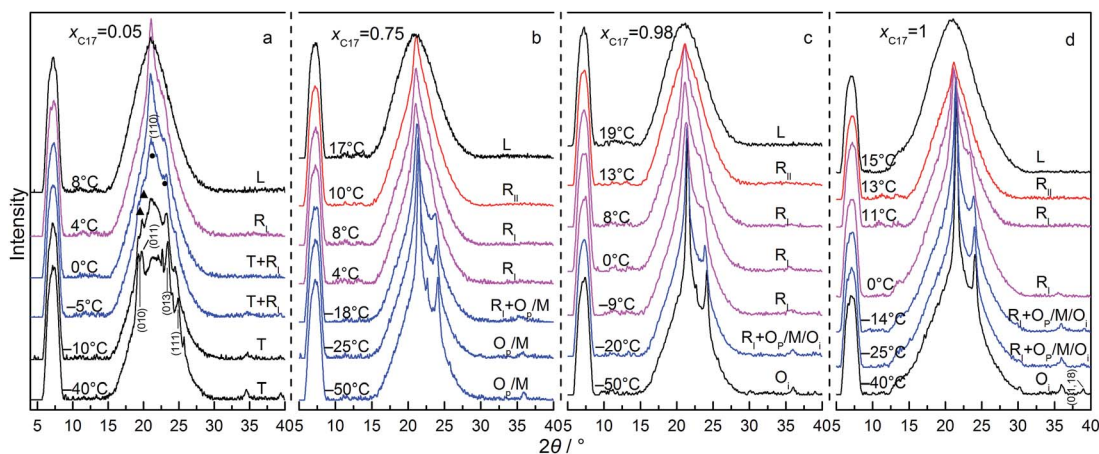 x_C17=0.05
a
8°C
L
4°C
R_I
0°C
T+R_I
–5°C
T+R_I
–10°C
T
–40°C
T
(110)
(011)
(010)
(013)
(111)
x_C17=0.75
b
17°C
L
10°C
R_II
8°C
R_I
4°C
R_I
–18°C
R_I+O_p/M
–25°C
O_p/M
–50°C
O_p/M
x_C17=0.98
c
19°C
L
13°C
R_II
8°C
R_I
0°C
R_I
–9°C
R_I
–20°C
R_I+O_p/M/O_i
–50°C
O_i
x_C17=1
d
15°C
L
13°C
R_II
11°C
R_I
0°C
R_I
–14°C
R_I+O_p/M/O_i
–25°C
R_I+O_p/M/O_i
–40°C
O_i
Intensity
5 10 15 20 25 30 35 40 5 10 15 20 25 30 35 40 5 10 15 20 25 30 35 40 5 10 15 20 25 30 35 40
2θ / °